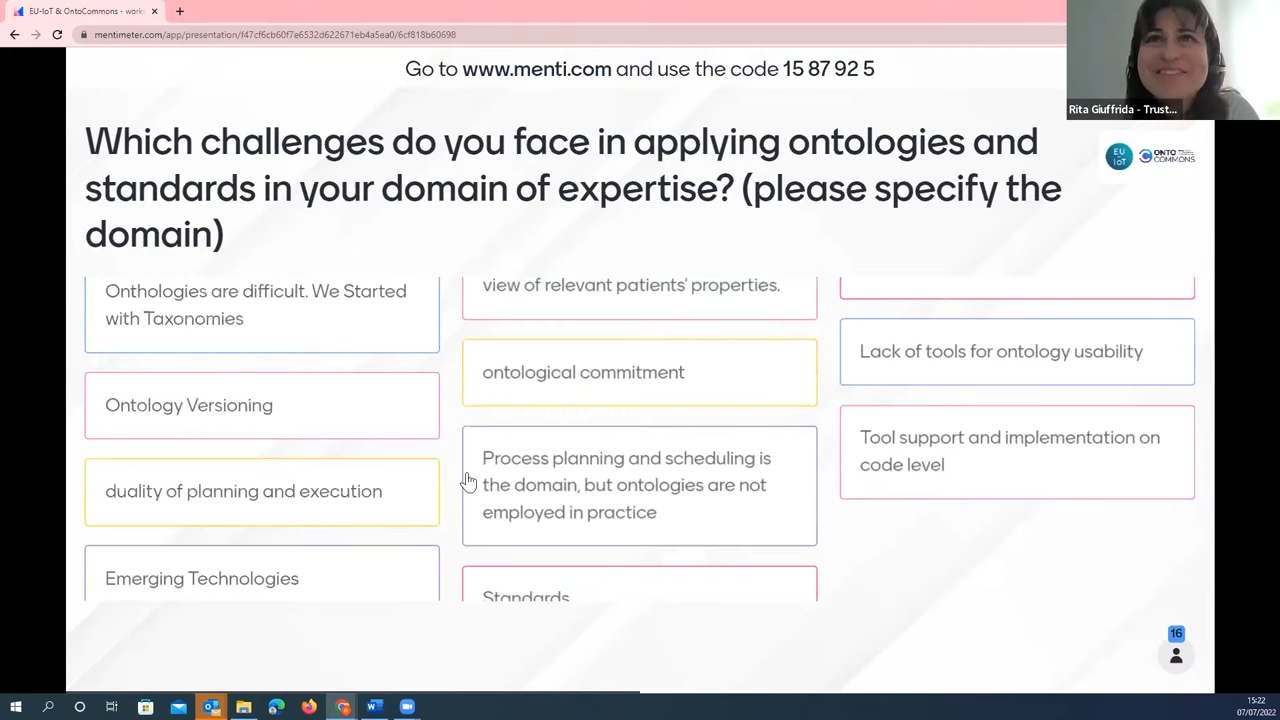 EU-IoT & OntoCommons - works
mentimeter.com/app/presentation/f47cf6cb60f7e6532d622671eb4a5ea0/6cf818b60698
Go to www.menti.com and use the code 15 87 92 5
Rita Giuffrida - Trust...
Which challenges do you face in applying ontologies and
standards in your domain of expertise? (please specify the
domain)
EU
IoT
ONTO
COMMONS
Onthologies are difficult. We Started
with Taxonomies
Ontology Versioning
duality of planning and execution
Emerging Technologies
view of relevant patients' properties.
ontological commitment
Process planning and scheduling is
the domain, but ontologies are not
employed in practice
Standards
Lack of tools for ontology usability
Tool support and implementation on
code level
16
15:22
07/07/2022